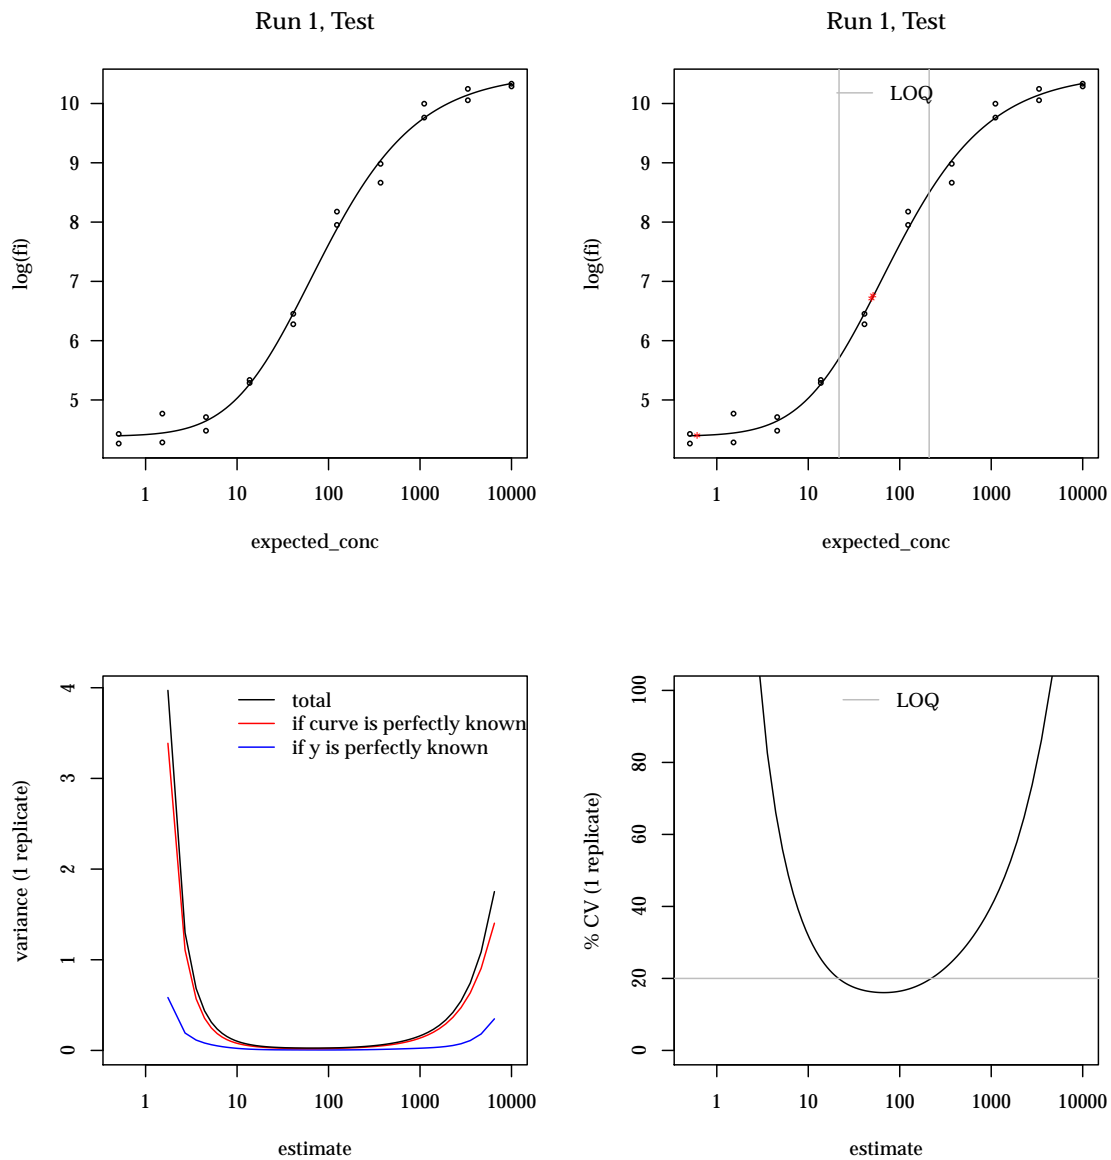 Run 1, Test
log(fi)
10
9
8
7
6
5
1 10 100 1000 10000
expected_conc
Run 1, Test
LOQ
log(fi)
10
9
8
7
6
5
1 10 100 1000 10000
expected_conc
total
if curve is perfectly known
if y is perfectly known
variance (1 replicate)
4
3
2
1
0
1 10 100 1000 10000
estimate
LOQ
% CV (1 replicate)
100
80
60
40
20
0
1 10 100 1000 10000
estimate